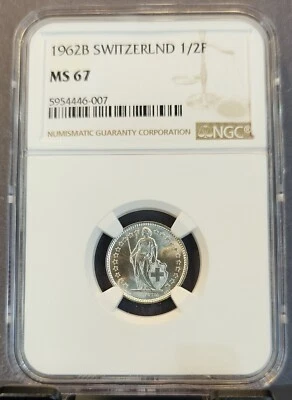 1962B SWITZERLND 1/2F
MS 67
5954446-007
NUMISMATIC GUARANTY CORPORATION
NGC®